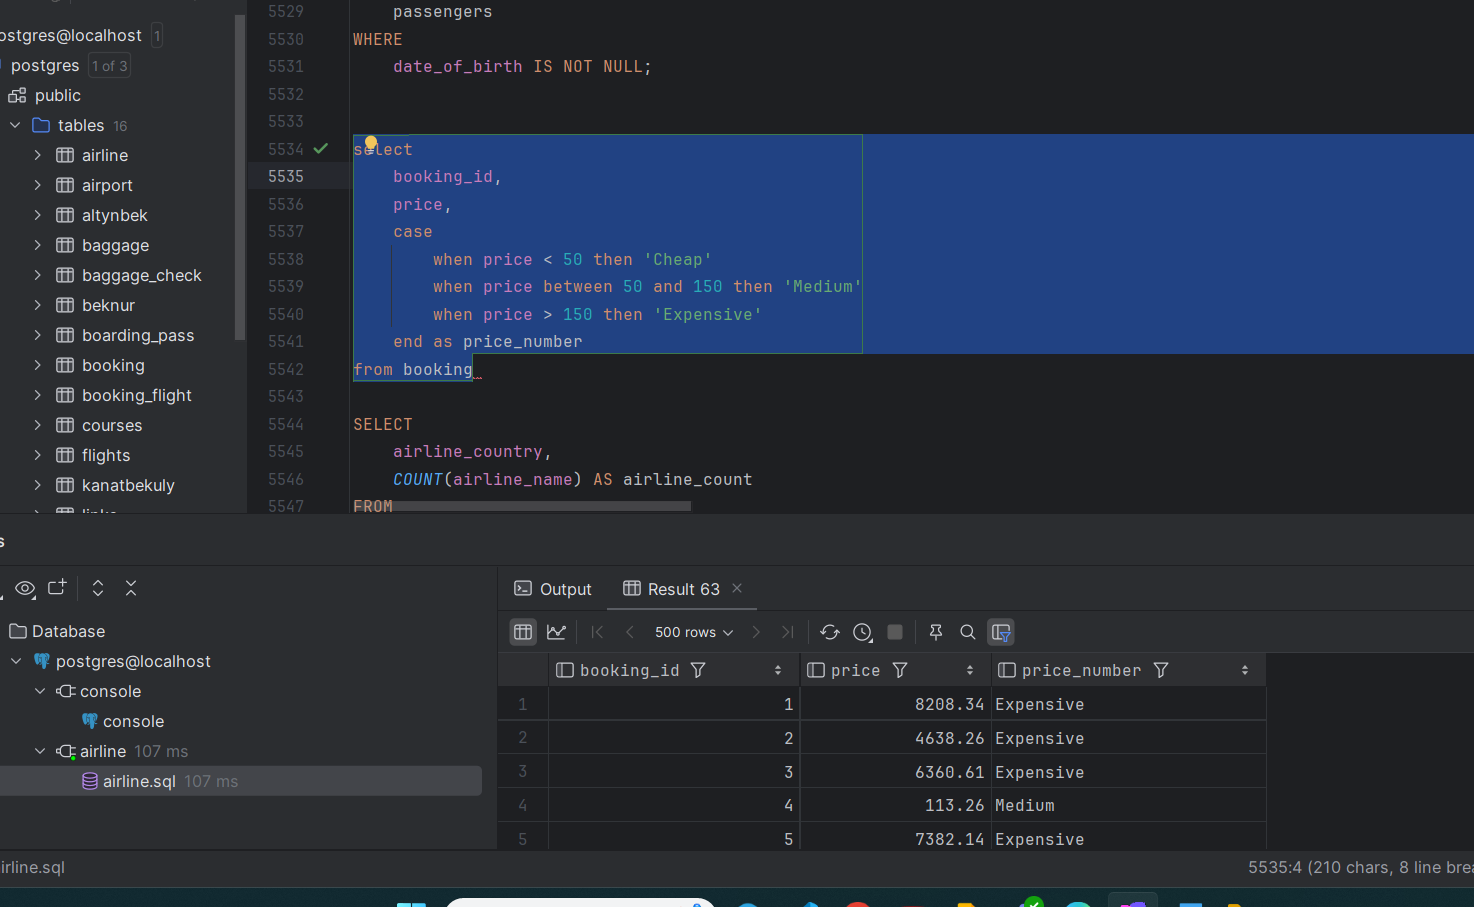 ostgres@localhost 1
postgres 1 of 3
public
tables 16
airline
airport
altynbek
baggage
baggage_check
beknur
boarding_pass
booking
booking_flight
courses
flights
kanatbekuly
links
5529 passengers
5530 WHERE
5531 date_of_birth IS NOT NULL;
5532
5533
5534 select
5535 booking_id,
5536 price,
5537 case
5538 when price < 50 then 'Cheap'
5539 when price between 50 and 150 then 'Medium'
5540 when price > 150 then 'Expensive'
5541 end as price_number
5542 from booking
5543
5544 SELECT
5545 airline_country,
5546 COUNT(airline_name) AS airline_count
5547 FROM
s
Database
postgres@localhost
console
console
airline 107 ms
airline.sql 107 ms
Output Result 63
500 rows
booking_id price price_number
1 1 8208.34 Expensive
2 2 4638.26 Expensive
3 3 6360.61 Expensive
4 4 113.26 Medium
5 5 7382.14 Expensive
irline.sql
5535:4 (210 chars, 8 line brea